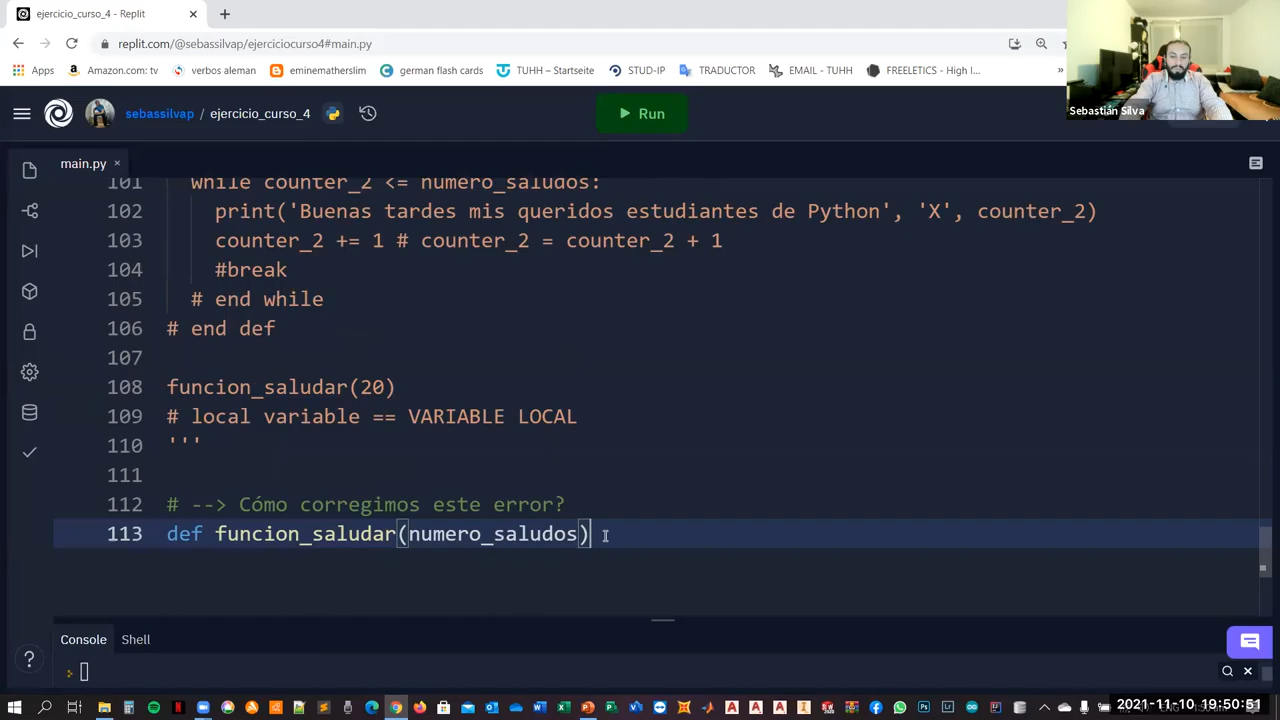 ejercicio_curso_4 - Replit
replit.com/@sebassilvap/ejerciciocurso4#main.py
Apps Amazon.com: tv verbos aleman eminematherslim german flash cards TUHH – Startseite STUD-IP TRADUCTOR EMAIL - TUHH FREELETICS - High I... »
Sebastián Silva
sebassilvap / ejercicio_curso_4
Run
main.py
101 while counter_2 <= numero_saludos:
102 print('Buenas tardes mis queridos estudiantes de Python', 'X', counter_2)
103 counter_2 += 1 # counter_2 = counter_2 + 1
104 #break
105 # end while
106 # end def
107
108 funcion_saludar(20)
109 # local variable == VARIABLE LOCAL
110 '''
111
112 # --> Cómo corregimos este error?
113 def funcion_saludar(numero_saludos)
Console Shell
2021-11-10 19:50:51